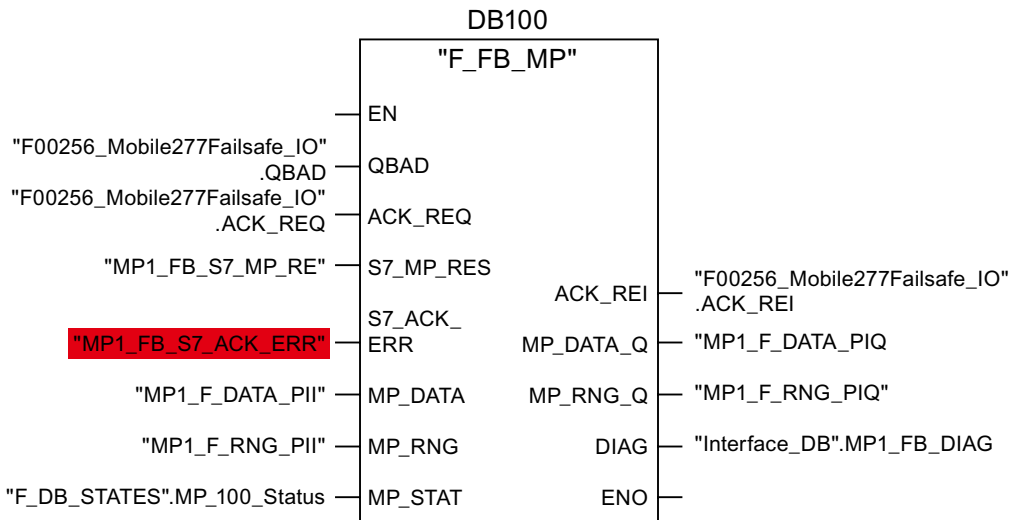 DB100
"F_FB_MP"
EN
"F00256_Mobile277Failsafe_IO"
.QBAD
QBAD
"F00256_Mobile277Failsafe_IO"
.ACK_REQ
ACK_REQ
"MP1_FB_S7_MP_RE"
S7_MP_RES
ACK_REI
"F00256_Mobile277Failsafe_IO"
.ACK_REI
"MP1_FB_S7_ACK_ERR"
S7_ACK_
ERR
MP_DATA_Q
"MP1_F_DATA_PIQ
"MP1_F_DATA_PII"
MP_DATA
MP_RNG_Q
"MP1_F_RNG_PIQ"
"MP1_F_RNG_PII"
MP_RNG
DIAG
"Interface_DB".MP1_FB_DIAG
"F_DB_STATES".MP_100_Status
MP_STAT
ENO